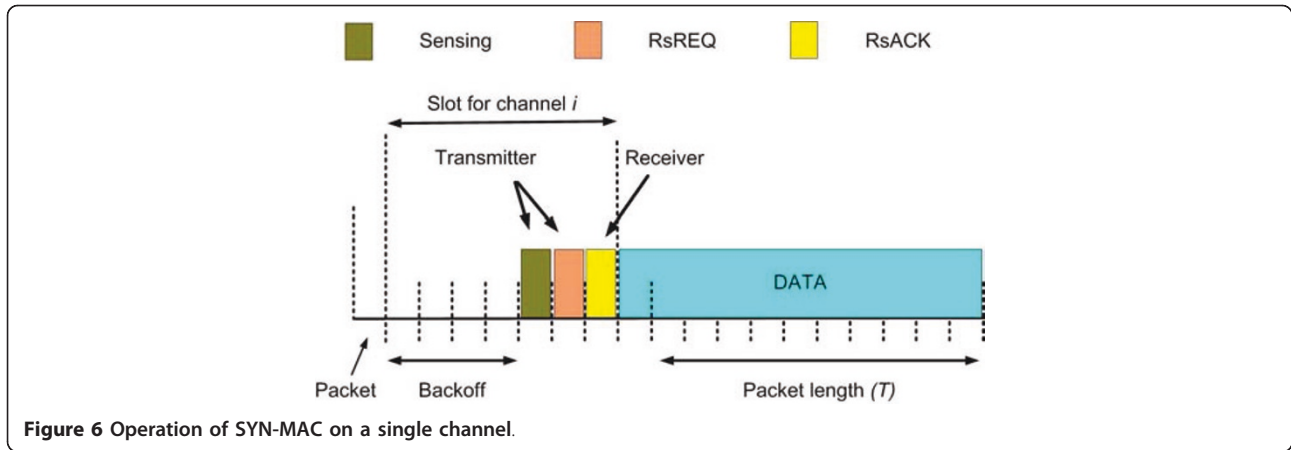 Sensing RsREQ RsACK
Slot for channel i
Transmitter Receiver
DATA
Packet Backoff Packet length (T)
Figure 6 Operation of SYN-MAC on a single channel.